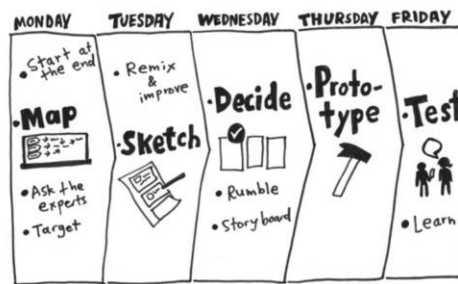 MONDAY
• Start at
the end
• Map
• Ask the
experts
• Target
TUESDAY
• Remix
&
improve
• Sketch
WEDNESDAY
• Decide
• Rumble
• Storyboard
THURSDAY
• Proto-
type
FRIDAY
• Test
• Learn